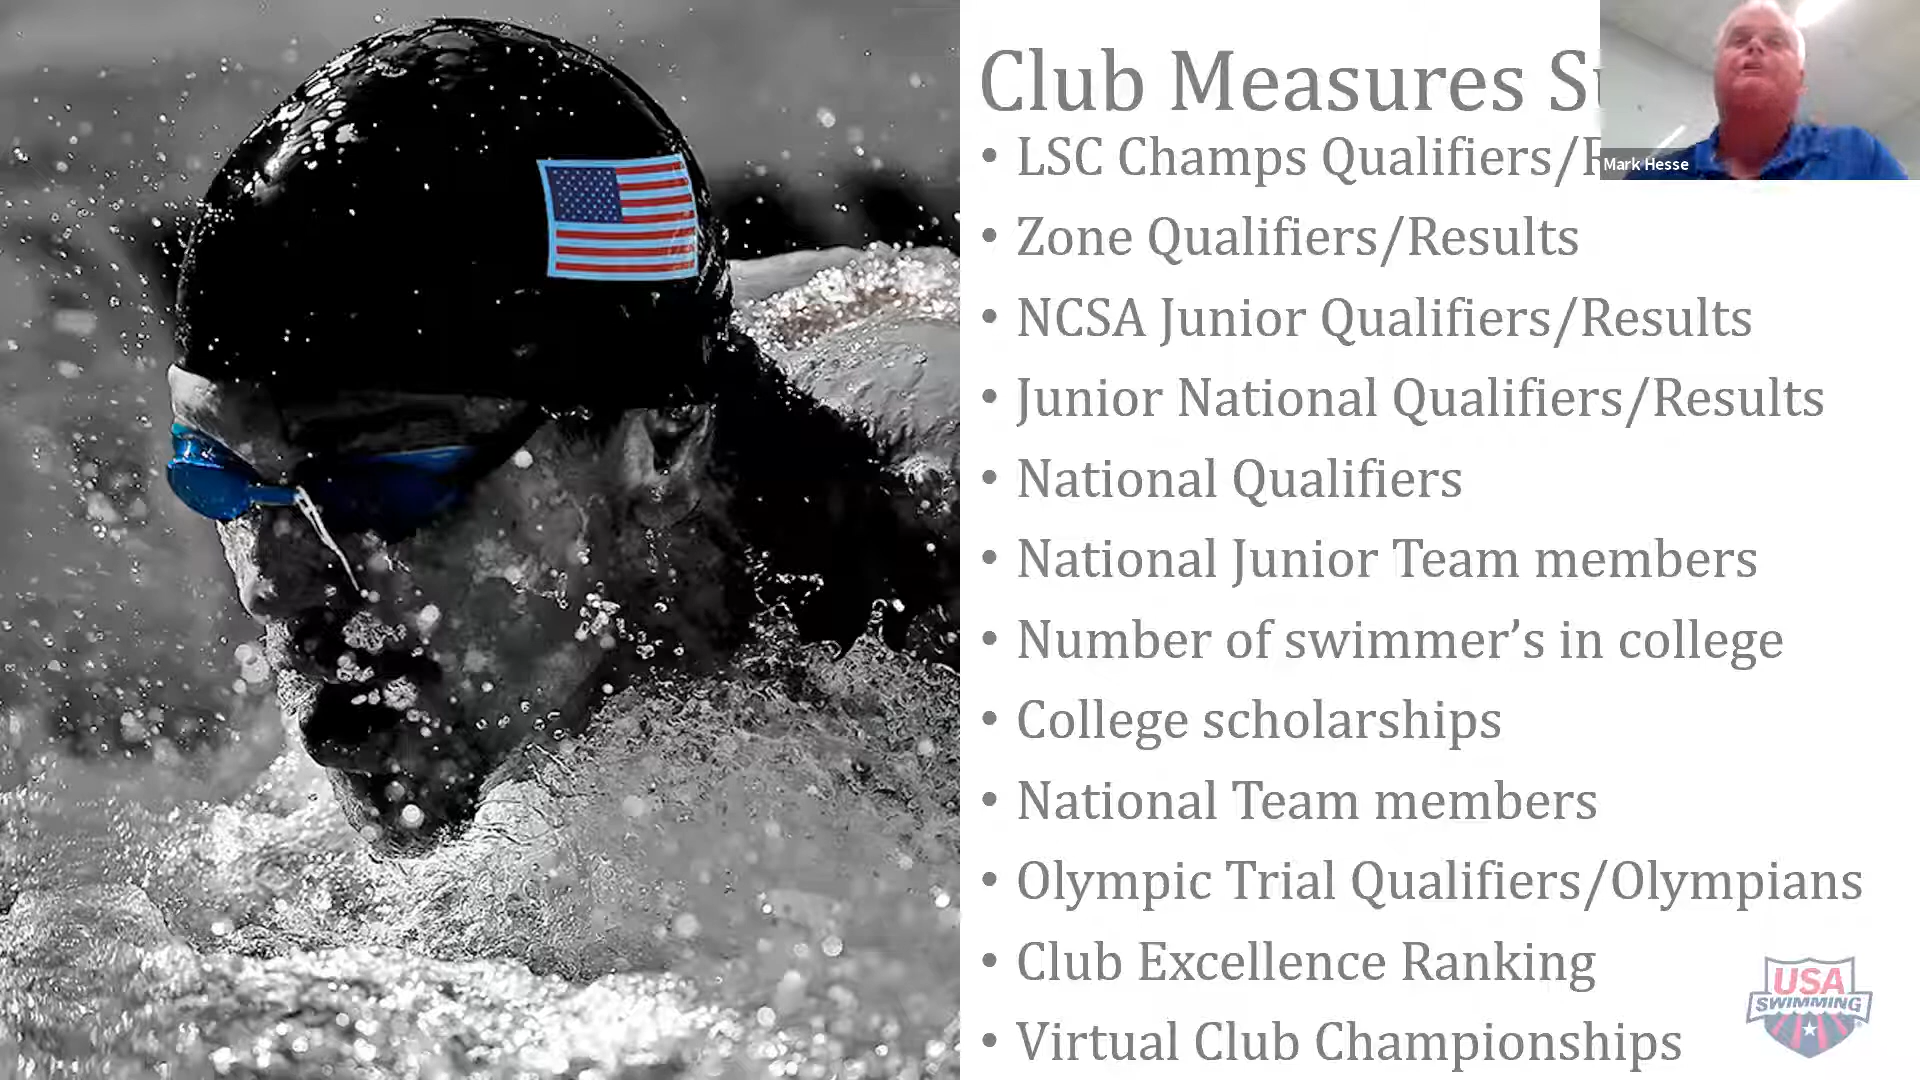 Club Measures
• LSC Champs Qualifiers/
Mark Hesse
• Zone Qualifiers/Results
• NCSA Junior Qualifiers/Results
• Junior National Qualifiers/Results
• National Qualifiers
• National Junior Team members
• Number of swimmer’s in college
• College scholarships
• National Team members
• Olympic Trial Qualifiers/Olympians
• Club Excellence Ranking
• Virtual Club Championships
USA
SWIMMING